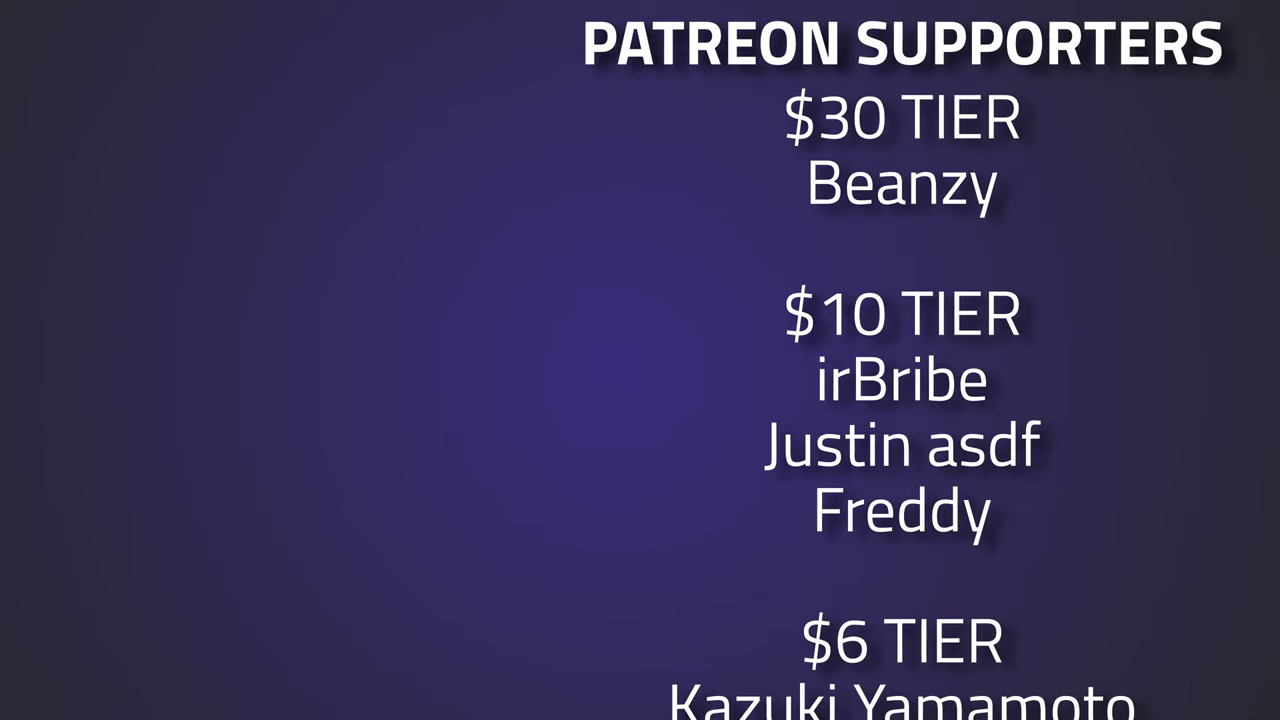 PATREON SUPPORTERS
$30 TIER
Beanzy
$10 TIER
irBribe
Justin asdf
Freddy
$6 TIER
Kazuki Yamamoto